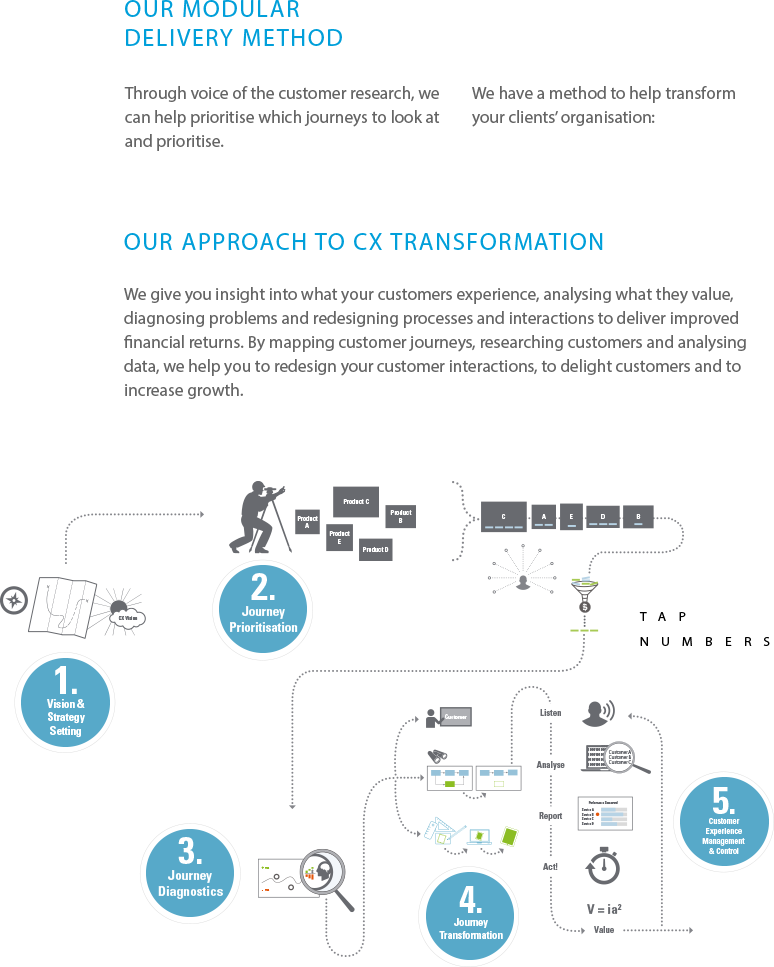 OUR MODULAR
DELIVERY METHOD
Through voice of the customer research, we
can help prioritise which journeys to look at
and prioritise.
We have a method to help transform
your clients’ organisation:
OUR APPROACH TO CX TRANSFORMATION
We give you insight into what your customers experience, analysing what they value,
diagnosing problems and redesigning processes and interactions to deliver improved
financial returns. By mapping customer journeys, researching customers and analysing
data, we help you to redesign your customer interactions, to delight customers and to
increase growth.
CX Vision
1.
Vision &
Strategy
Setting
2.
Journey
Prioritisation
Product
A
Product C
Product
E
Product
B
Product D
C
A
E
D
B
5
TAP
NUMBERS
3.
Journey
Diagnostics
Customer
4.
Journey
Transformation
Listen
Analyse
Customer A
Customer B
Customer C
Report
Service A
Service B
Service C
Service D
Act!
V = ia²
Value
5.
Customer
Experience
Management
& Control